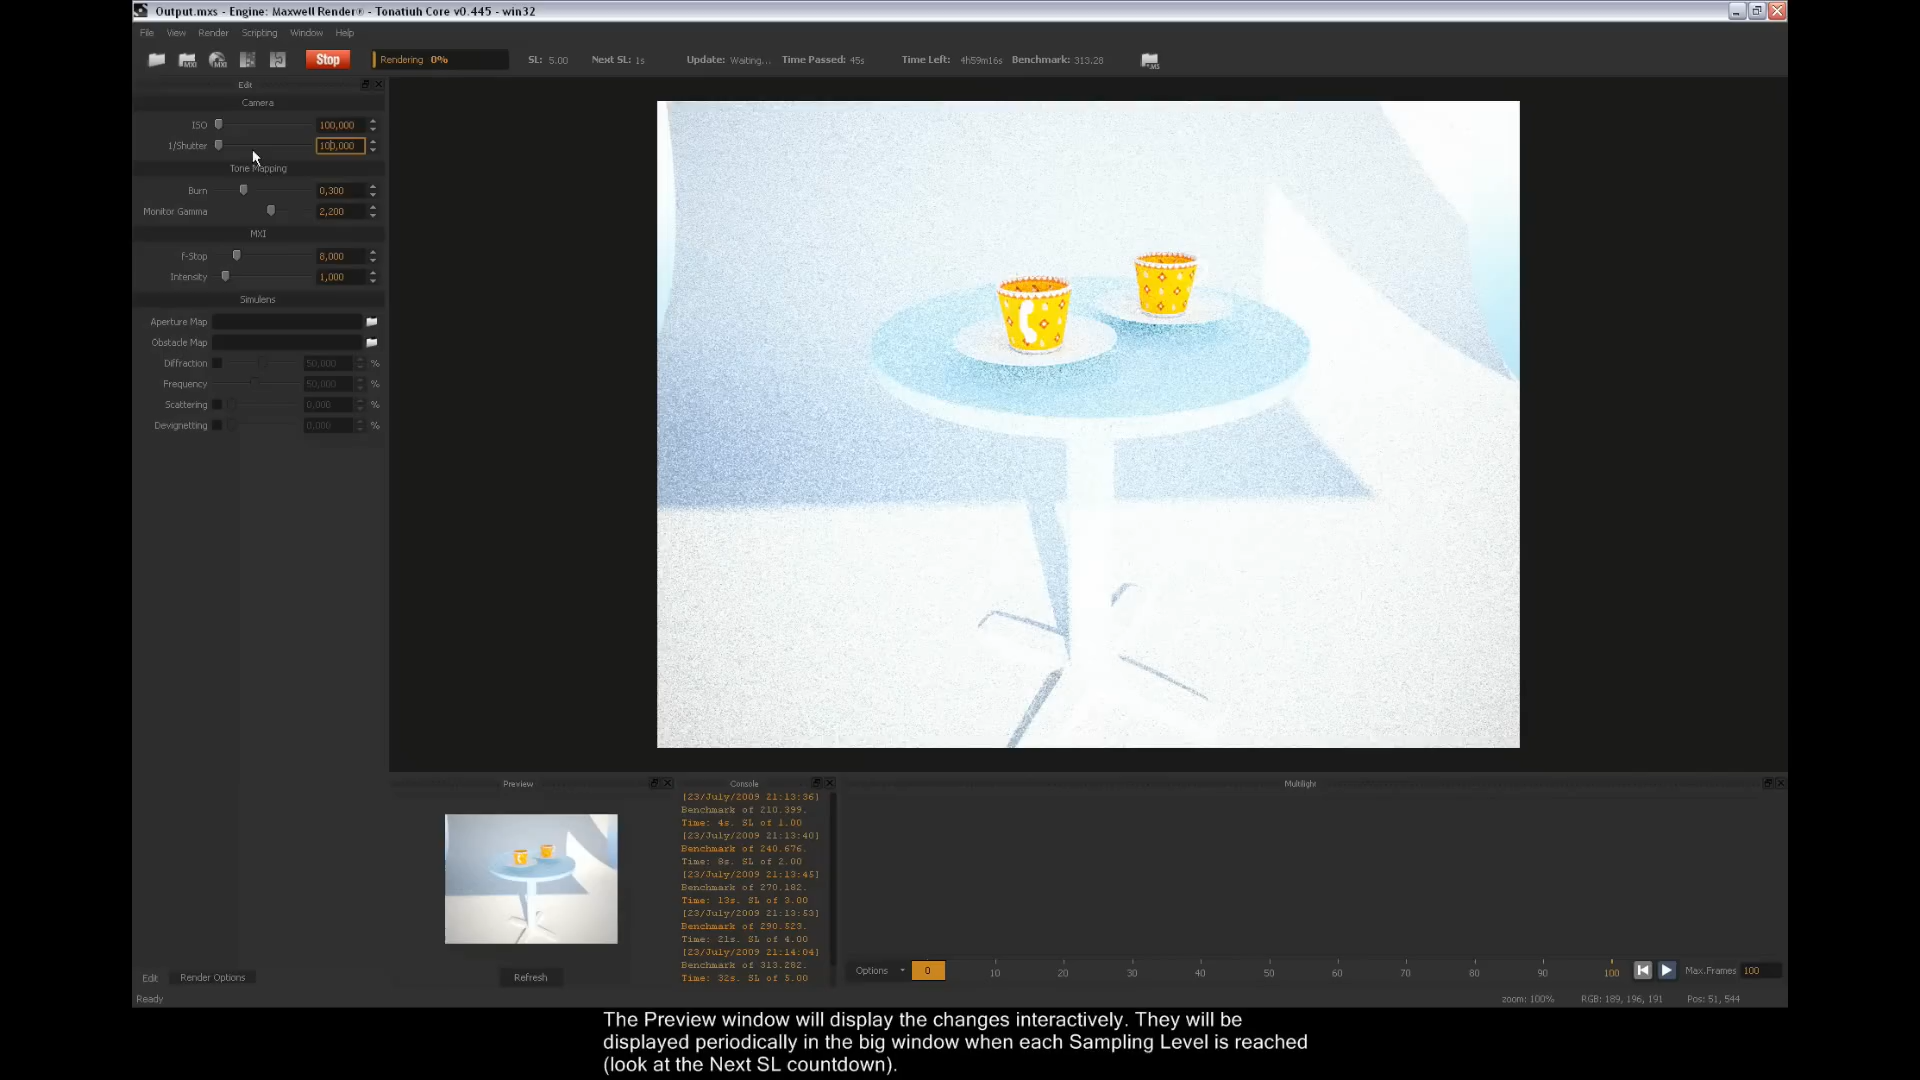 Output.mxs - Engine: Maxwell Render® - Tonatiuh Core v0.445 - win32
File View Render Scripting Window Help
Stop Rendering 0% SL: 5.00 Next SL: 1s Update: Waiting... Time Passed: 45s Time Left: 4h59m16s Benchmark: 313.28
Edit
Camera
ISO 100,000
1/Shutter 100,000
Tone Mapping
Burn 0,300
Monitor Gamma 2,200
MXI
f-Stop 8,000
Intensity 1,000
Simulens
Aperture Map
Obstacle Map
Diffraction 50,000 %
Frequency 50,000 %
Scattering 0,000 %
Devignetting 0,000 %
Preview
Refresh
Console
[23/July/2009 21:13:36]
Benchmark of 210.399.
Time: 4s. SL of 1.00
[23/July/2009 21:13:40]
Benchmark of 240.676.
Time: 8s. SL of 2.00
[23/July/2009 21:13:45]
Benchmark of 270.182.
Time: 13s. SL of 3.00
[23/July/2009 21:13:53]
Benchmark of 290.523.
Time: 21s. SL of 4.00
[23/July/2009 21:14:04]
Benchmark of 313.282.
Time: 32s. SL of 5.00
Multilight
Options 0 10 20 30 40 50 60 70 80 90 100 Max.Frames 100
Edit Render Options
Ready zoom: 100% RGB: 189, 196, 191 Pos: 51, 544
The Preview window will display the changes interactively. They will be
displayed periodically in the big window when each Sampling Level is reached
(look at the Next SL countdown).